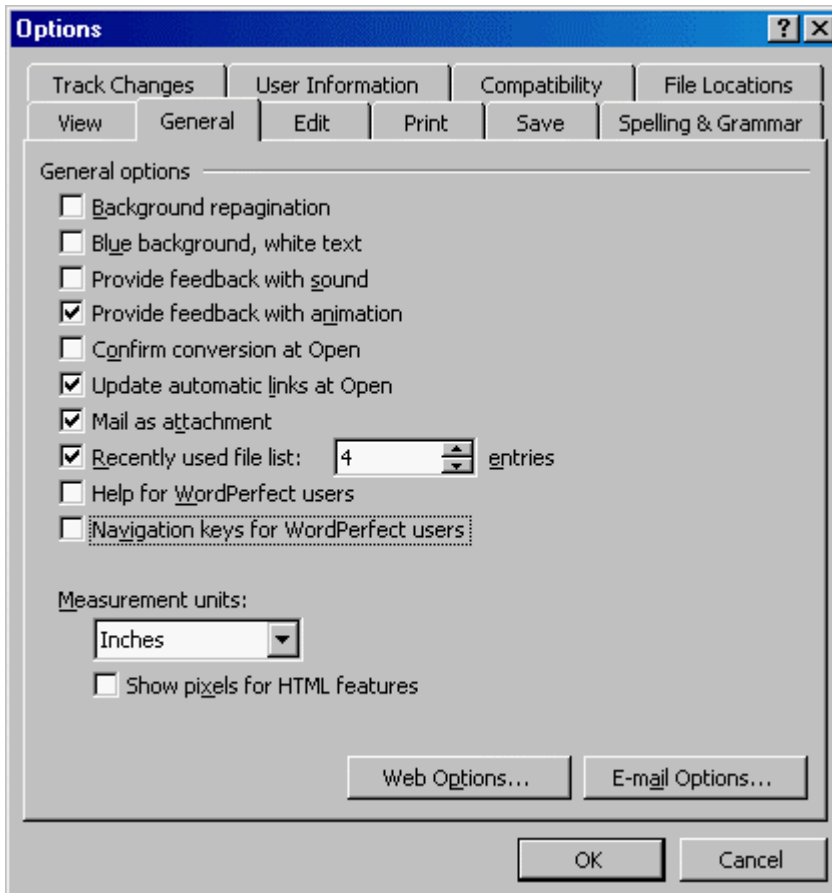 Options
Track Changes User Information Compatibility File Locations
View General Edit Print Save Spelling & Grammar
General options
Background repagination
Blue background, white text
Provide feedback with sound
Provide feedback with animation
Confirm conversion at Open
Update automatic links at Open
Mail as attachment
Recently used file list: 4 entries
Help for WordPerfect users
Navigation keys for WordPerfect users
Measurement units:
Inches
Show pixels for HTML features
Web Options... E-mail Options...
OK Cancel